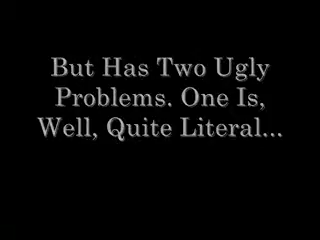 But Has Two Ugly
Problems. One Is,
Well, Quite Literal...